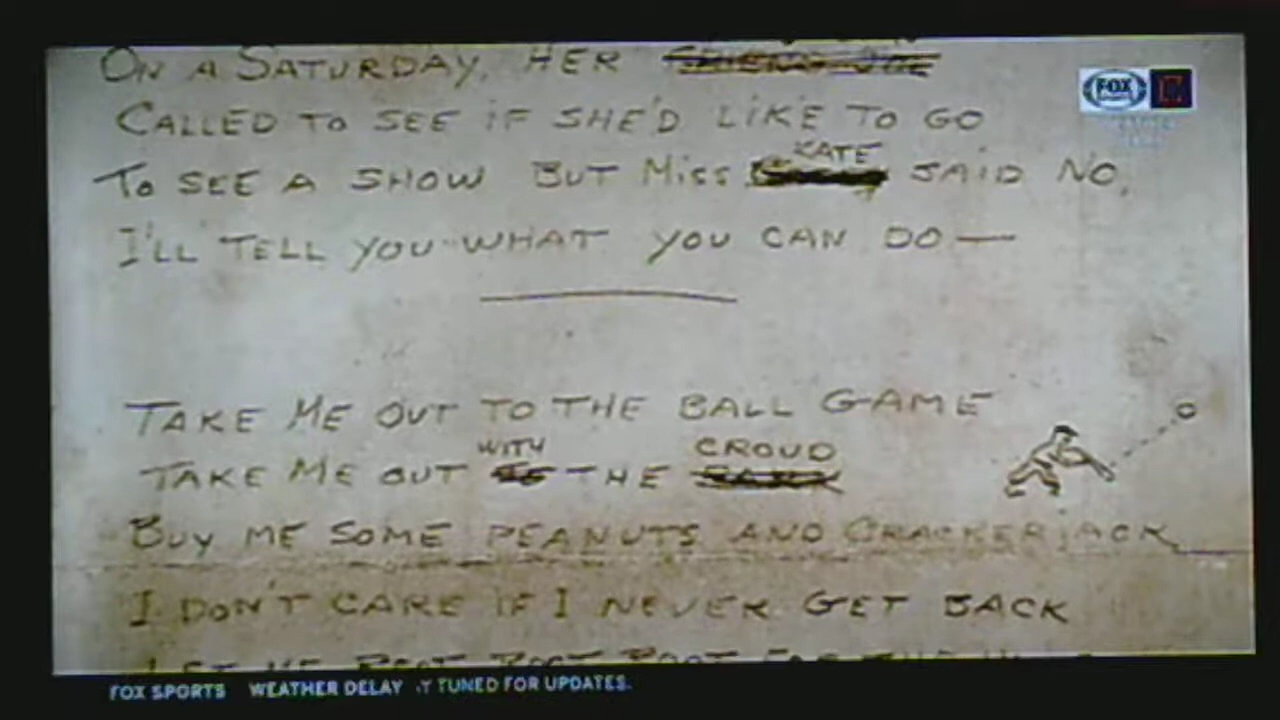 ON A SATURDAY, HER
FOX
CALLED TO SEE IF SHE'D LIKE TO GO
KATE
TO SEE A SHOW BUT MISS SAID NO,
I'LL TELL YOU WHAT YOU CAN DO —
TAKE ME OUT TO THE BALL GAME
WITH CROUD
TAKE ME OUT THE
BUY ME SOME PEANUTS AND CRACKERJACK
I DON'T CARE IF I NEVER GET BACK
FOX SPORTS WEATHER DELAY TUNED FOR UPDATES.